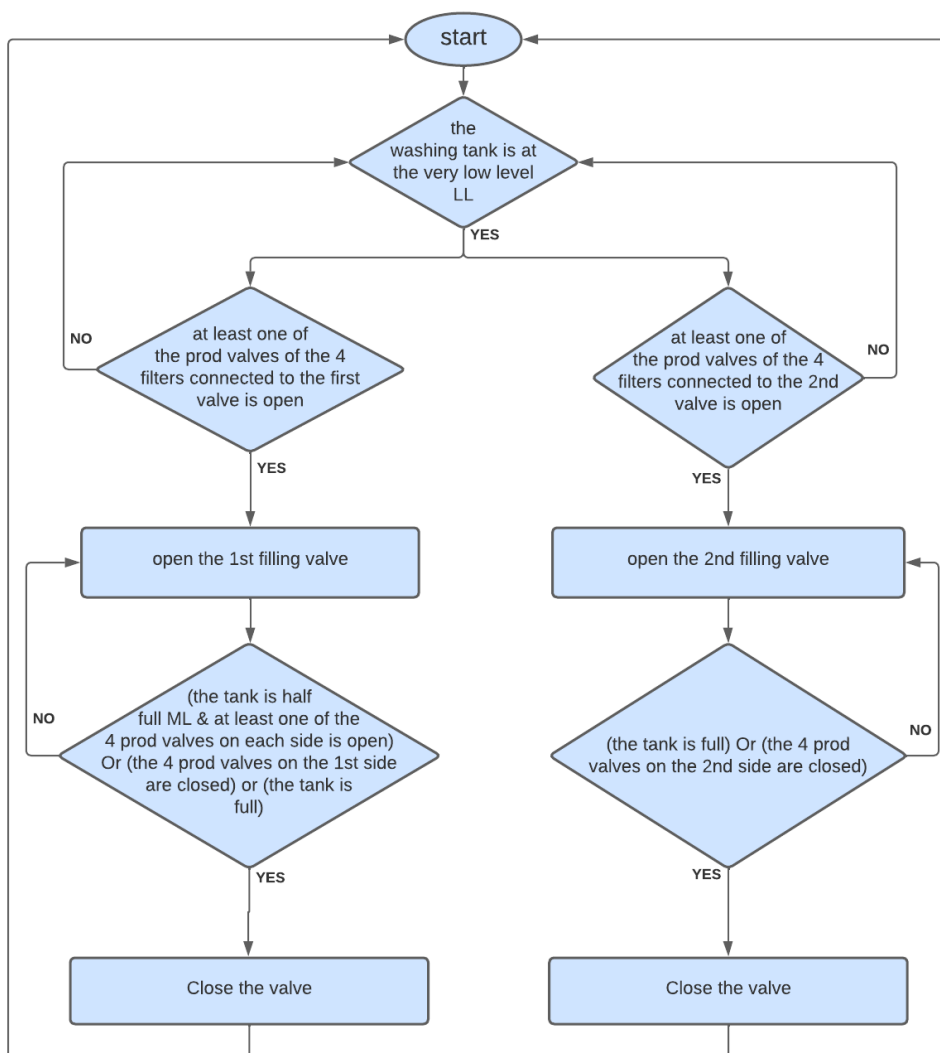 start
the
washing tank is at
the very low level
LL
YES
at least one of
the prod valves of the 4
filters connected to the first
valve is open
NO
YES
at least one of
the prod valves of the 4
filters connected to the 2nd
valve is open
NO
YES
open the 1st filling valve
open the 2nd filling valve
(the tank is half
full ML & at least one of the
4 prod valves on each side is open)
Or (the 4 prod valves on the 1st side
are closed) or (the tank is
full)
NO
YES
(the tank is full) Or (the 4 prod
valves on the 2nd side are closed)
NO
YES
Close the valve
Close the valve